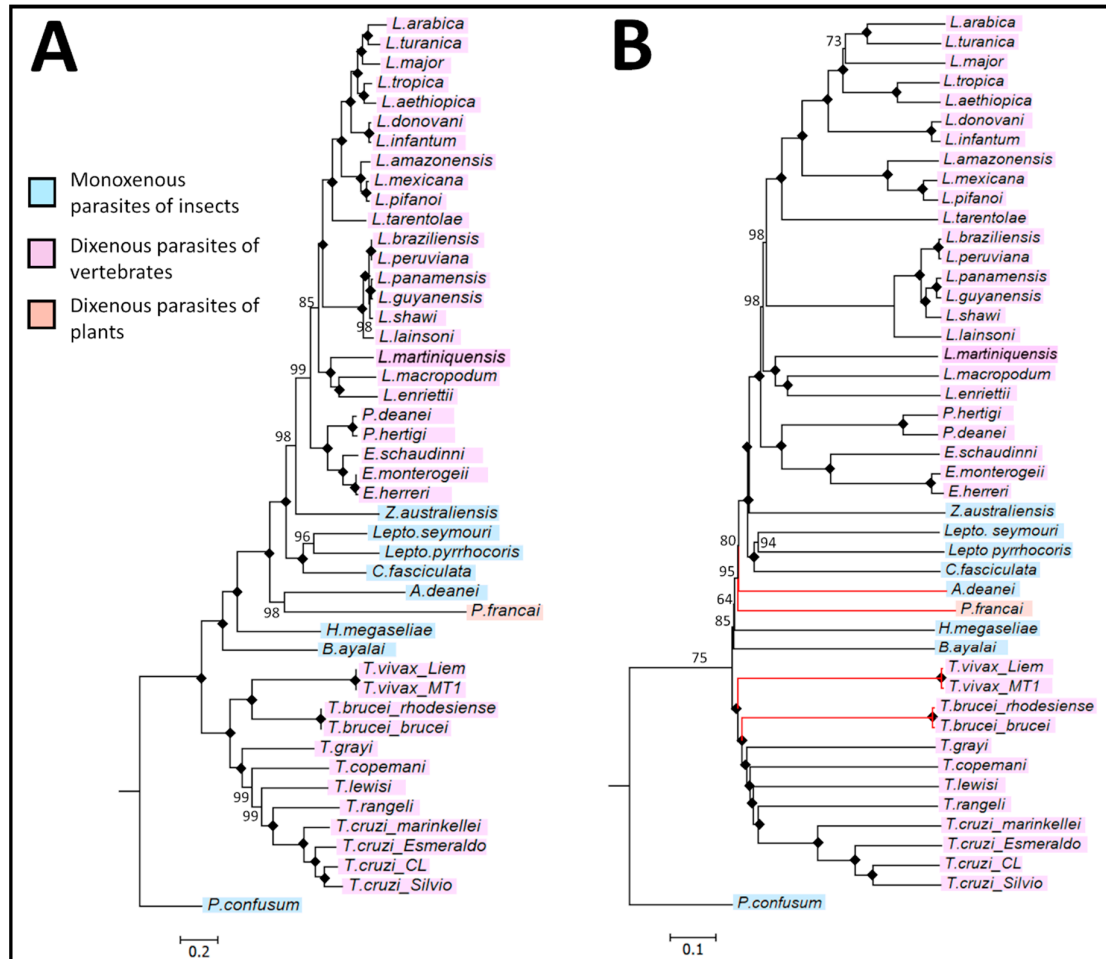 A
Monoxenous
parasites of insects
Dixenous parasites of
vertebrates
Dixenous parasites of
plants
L.arabica
L.turanica
L.major
L.tropica
L.aethiopica
L.donovani
L.infantum
L.amazonensis
L.mexicana
L.pifanoi
L.tarentolae
L.braziliensis
L.peruviana
L.panamensis
L.guyanensis
L.shawi
L.lainsoni
L.martiniquensis
L.macropodum
L.enriettii
P.deanei
P.hertigi
E.schaudinni
E.monterogeii
E.herreri
Z.australiensis
Lepto.seymouri
Lepto.pyrrhocoris
C.fasciculata
A.deanei
P.francai
H.megaseliae
B.ayalai
T.vivax_Liem
T.vivax_MT1
T.brucei_rhodesiense
T.brucei_brucei
T.grayi
T.copemani
T.lewisi
T.rangeli
T.cruzi_marinkellei
T.cruzi_Esmeraldo
T.cruzi_CL
T.cruzi_Silvio
P.confusum
85
98
99
98
96
98
99
99
0.2
B
L.arabica
L.turanica
L.major
L.tropica
L.aethiopica
L.donovani
L.infantum
L.amazonensis
L.mexicana
L.pifanoi
L.tarentolae
L.braziliensis
L.peruviana
L.panamensis
L.guyanensis
L.shawi
L.lainsoni
L.martiniquensis
L.macropodum
L.enriettii
P.hertigi
P.deanei
E.schaudinni
E.monterogeii
E.herreri
Z.australiensis
Lepto.seymouri
Lepto pyrrhocoris
C.fasciculata
A.deanei
P.francai
H.megaseliae
B.ayalai
T.vivax_Liem
T.vivax_MT1
T.brucei_rhodesiense
T.brucei_brucei
T.grayi
T.copemani
T.lewisi
T.rangeli
T.cruzi_marinkellei
T.cruzi_Esmeraldo
T.cruzi_CL
T.cruzi_Silvio
P.confusum
73
98
98
94
80
95
64
85
75
0.1